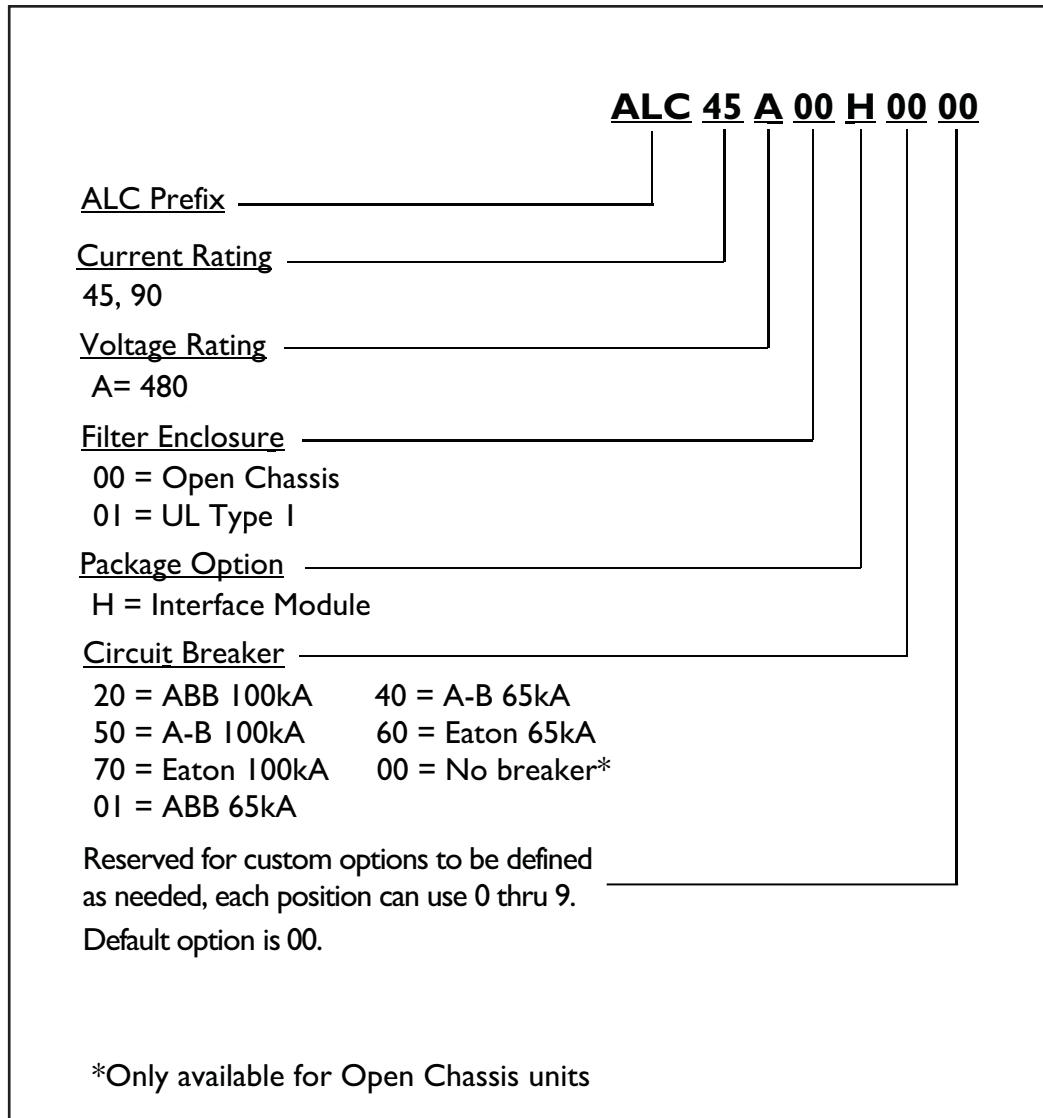 ALC 45 A 00 H 00 00
ALC Prefix
Current Rating
45, 90
Voltage Rating
A= 480
Filter Enclosure
00 = Open Chassis
01 = UL Type 1
Package Option
H = Interface Module
Circuit Breaker
20 = ABB 100kA 40 = A-B 65kA
50 = A-B 100kA 60 = Eaton 65kA
70 = Eaton 100kA 00 = No breaker*
01 = ABB 65kA
Reserved for custom options to be defined
as needed, each position can use 0 thru 9.
Default option is 00.
*Only available for Open Chassis units